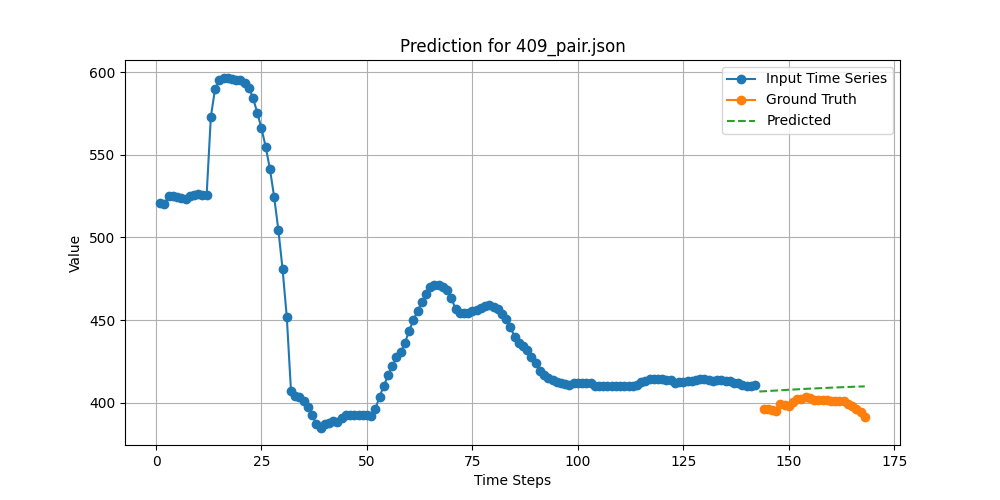 Prediction for 409_pair.json
Input Time Series
Ground Truth
Predicted
600
550
500
450
400
Value
0 25 50 75 100 125 150 175
Time Steps